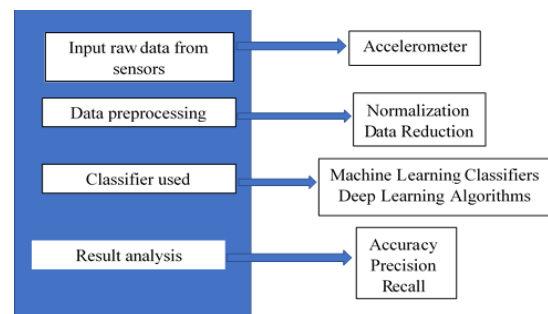 Input raw data from
sensors
Accelerometer
Data preprocessing
Normalization
Data Reduction
Classifier used
Machine Learning Classifiers
Deep Learning Algorithms
Result analysis
Accuracy
Precision
Recall